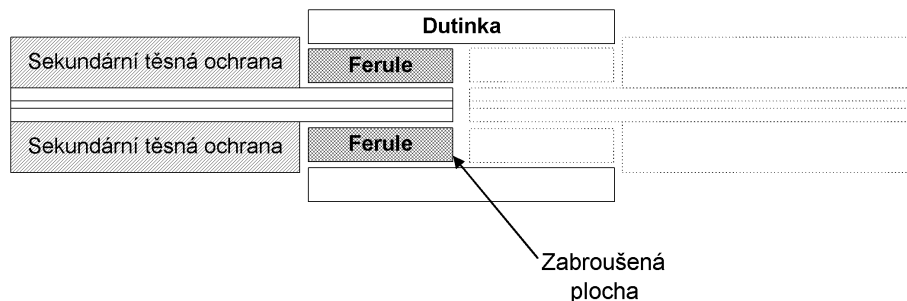 Dutinka
Sekundární těsná ochrana
Ferule
Sekundární těsná ochrana
Ferule
Zabroušená
plocha